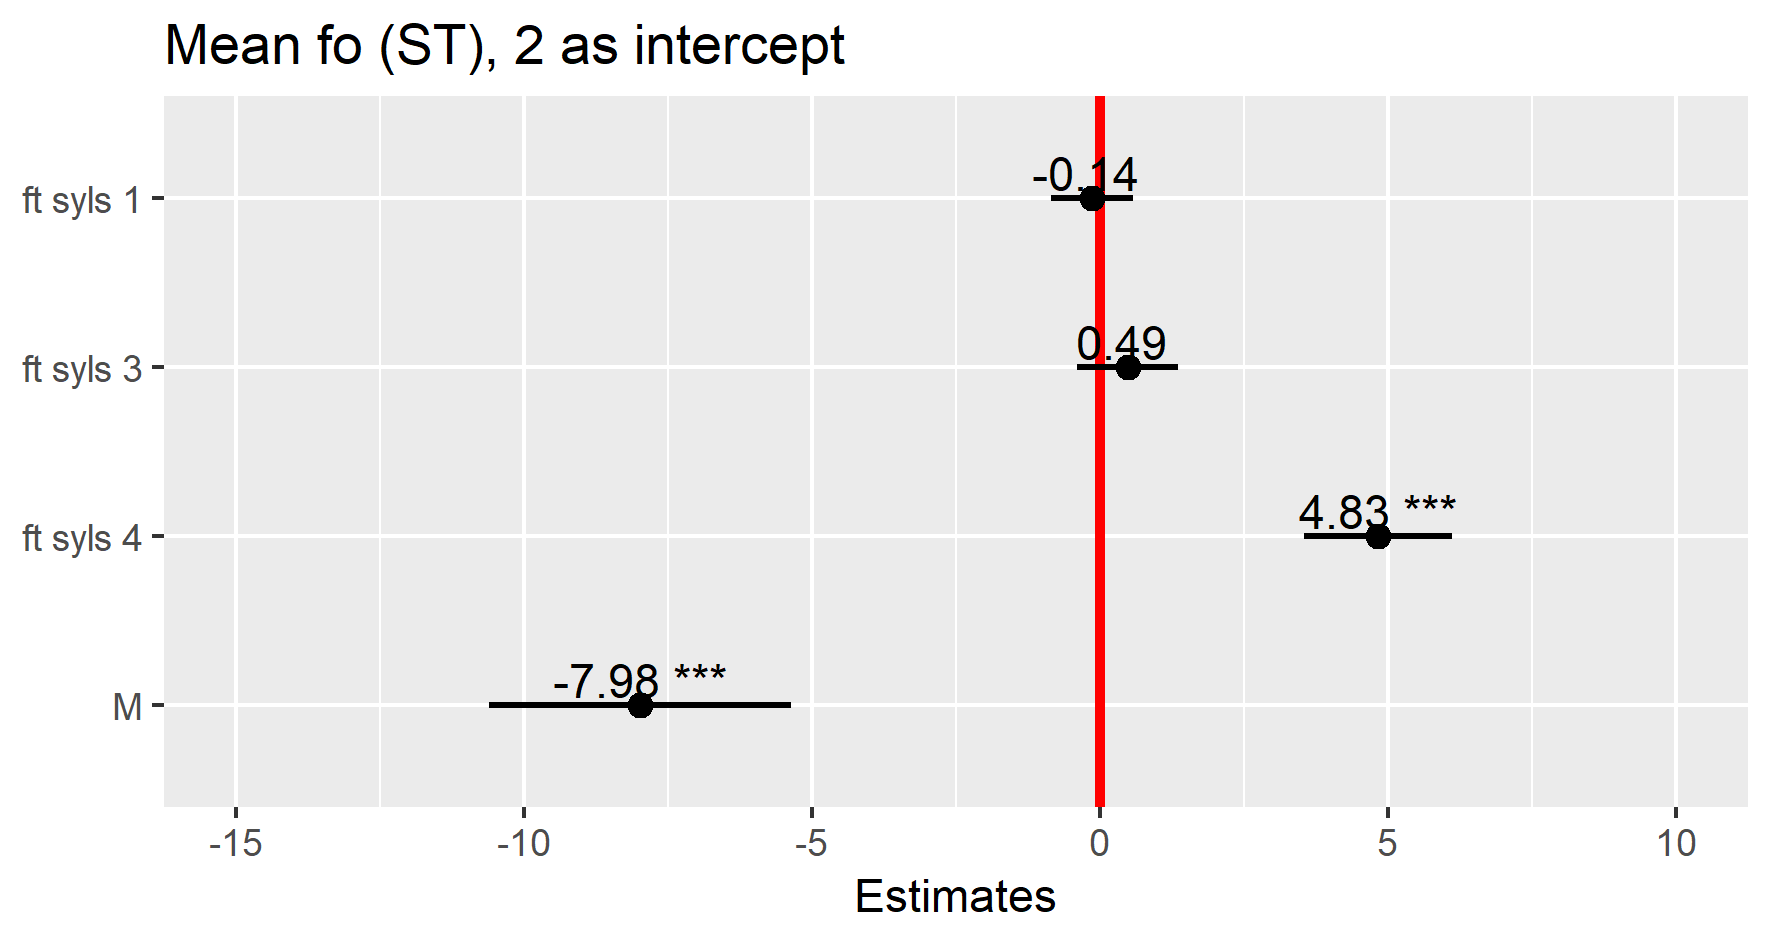 Mean fo (ST), 2 as intercept
ft syls 1
-0.14
ft syls 3
0.49
ft syls 4
4.83 ***
M
-7.98 ***
-15 -10 -5 0 5 10
Estimates